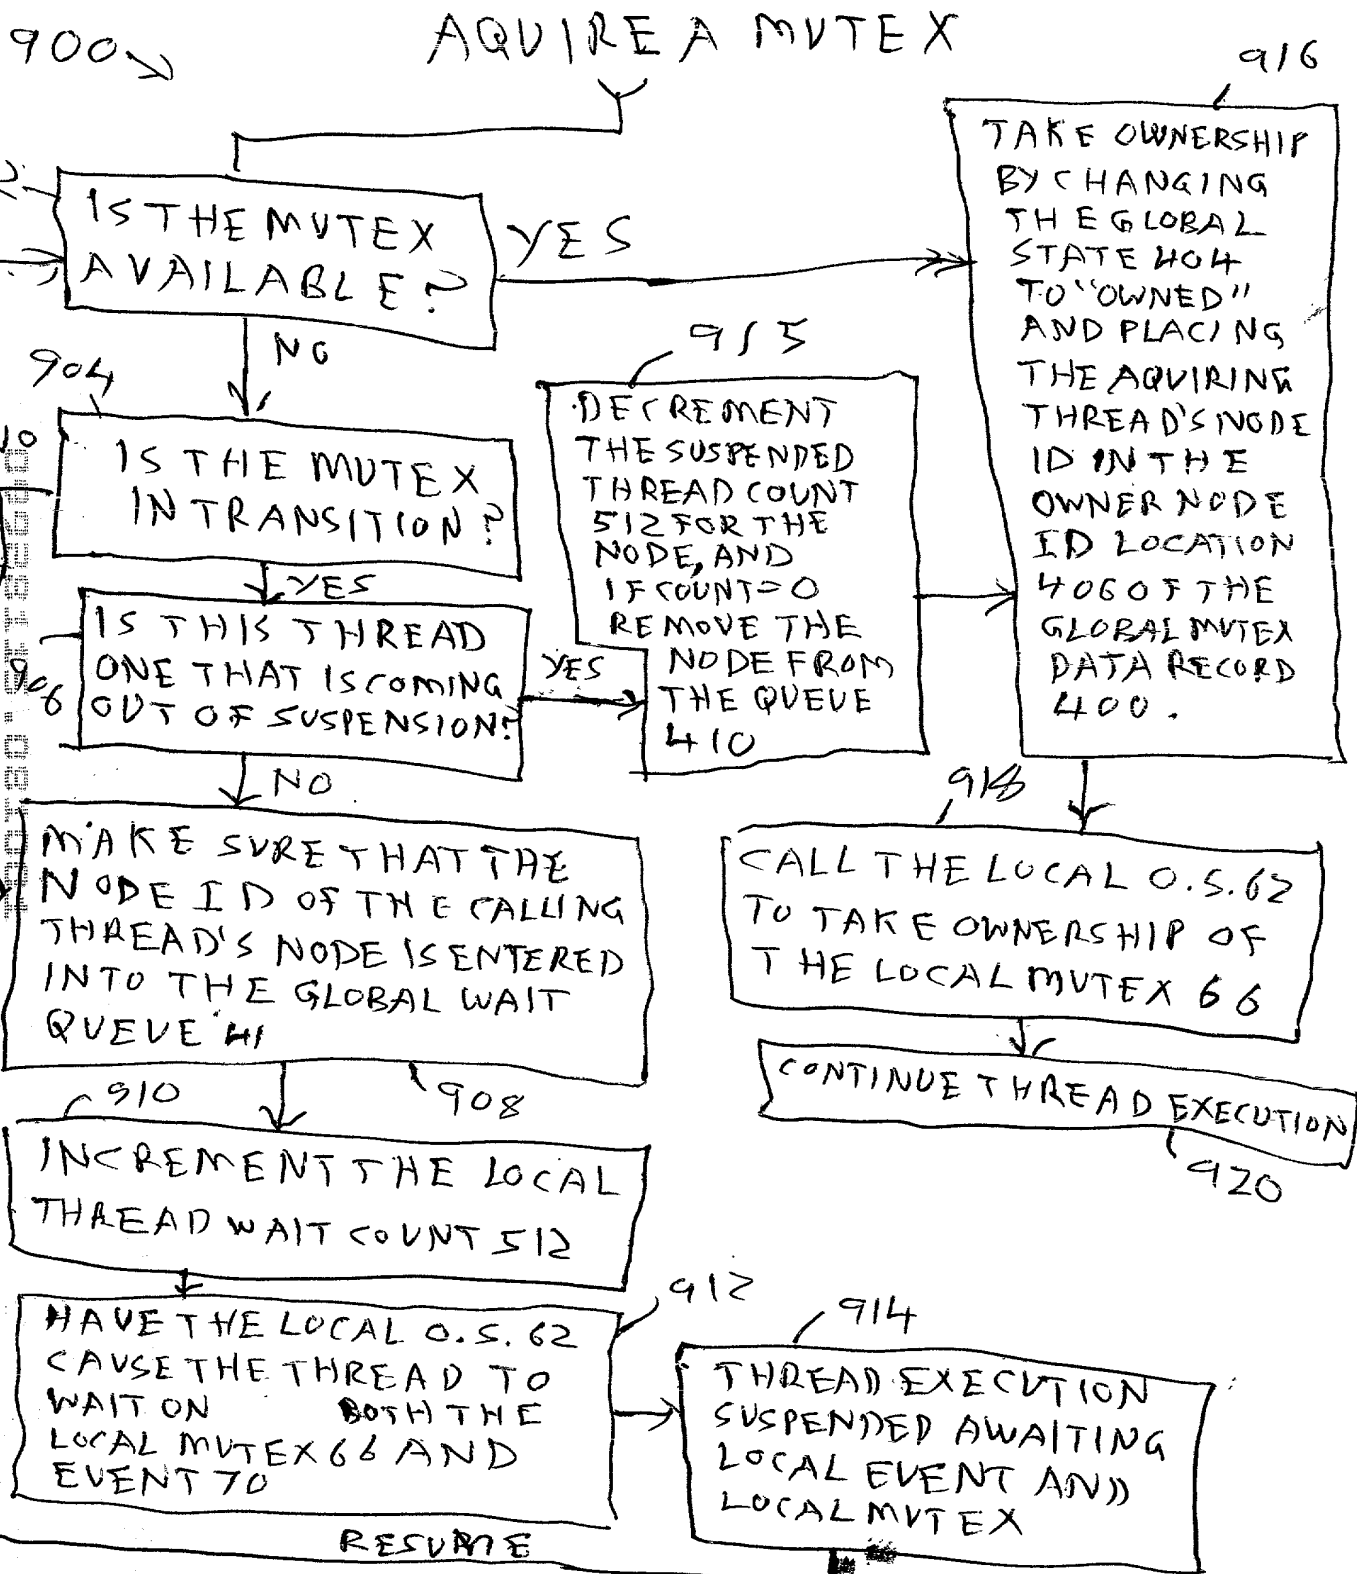 900
AQUIRE A MUTEX
916
IS THE MUTEX
AVAILABLE?
YES
NO
904
IS THE MUTEX
IN TRANSITION?
YES
906
IS THIS THREAD
ONE THAT IS COMING
OUT OF SUSPENSION?
YES
NO
915
DECREMENT
THE SUSPENDED
THREAD COUNT
512 FOR THE
NODE, AND
IF COUNT=0
REMOVE THE
NODE FROM
THE QUEUE
410
TAKE OWNERSHIP
BY CHANGING
THE GLOBAL
STATE 404
TO "OWNED"
AND PLACING
THE AQUIRING
THREAD'S NODE
ID IN THE
OWNER NODE
ID LOCATION
406 OF THE
GLOBAL MUTEX
DATA RECORD
400.
MAKE SURE THAT THE
NODE ID OF THE CALLING
THREAD'S NODE IS ENTERED
INTO THE GLOBAL WAIT
QUEUE 41
908
918
CALL THE LOCAL O.S. 62
TO TAKE OWNERSHIP OF
THE LOCAL MUTEX 66
CONTINUE THREAD EXECUTION
920
910
INCREMENT THE LOCAL
THREAD WAIT COUNT 512
912
HAVE THE LOCAL O.S. 62
CAUSE THE THREAD TO
WAIT ON BOTH THE
LOCAL MUTEX 66 AND
EVENT 70
914
THREAD EXECUTION
SUSPENDED AWAITING
LOCAL EVENT AND
LOCAL MUTEX
RESUME